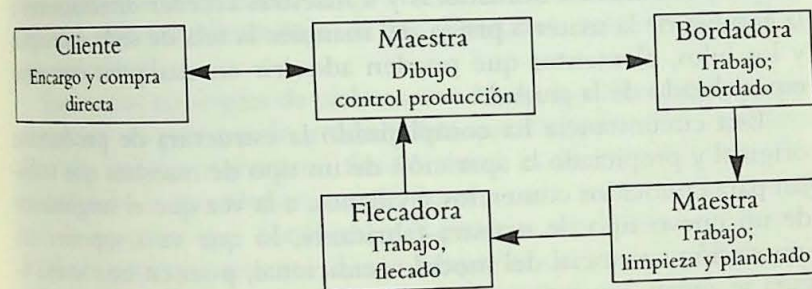 Cliente
Encargo y compra
directa
Maestra
Dibujo
control producción
Bordadora
Trabajo;
bordado
Flecadora
Trabajo,
flecado
Maestra
Trabajo;
limpieza y planchado